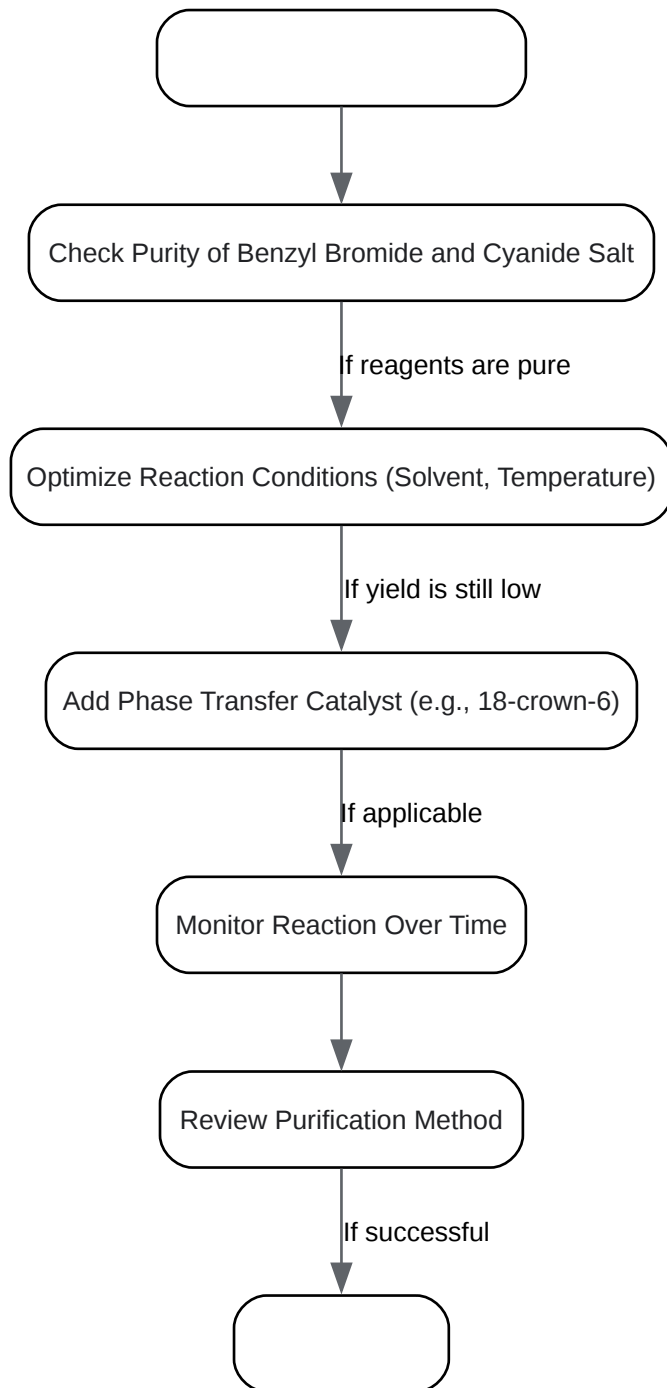 Check Purity of Benzyl Bromide and Cyanide Salt
If reagents are pure
Optimize Reaction Conditions (Solvent, Temperature)
If yield is still low
Add Phase Transfer Catalyst (e.g., 18-crown-6)
If applicable
Monitor Reaction Over Time
Review Purification Method
If successful